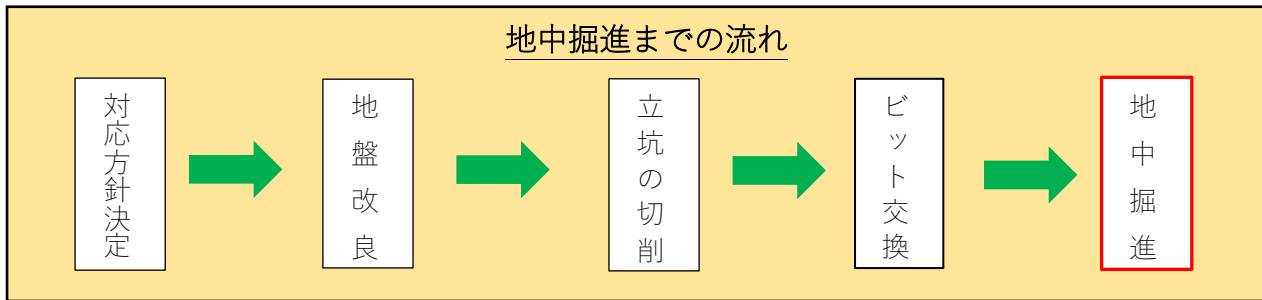 地中掘進までの流れ
対応方針決定
地盤改良
立坑の切削
ビット交換
地中掘進